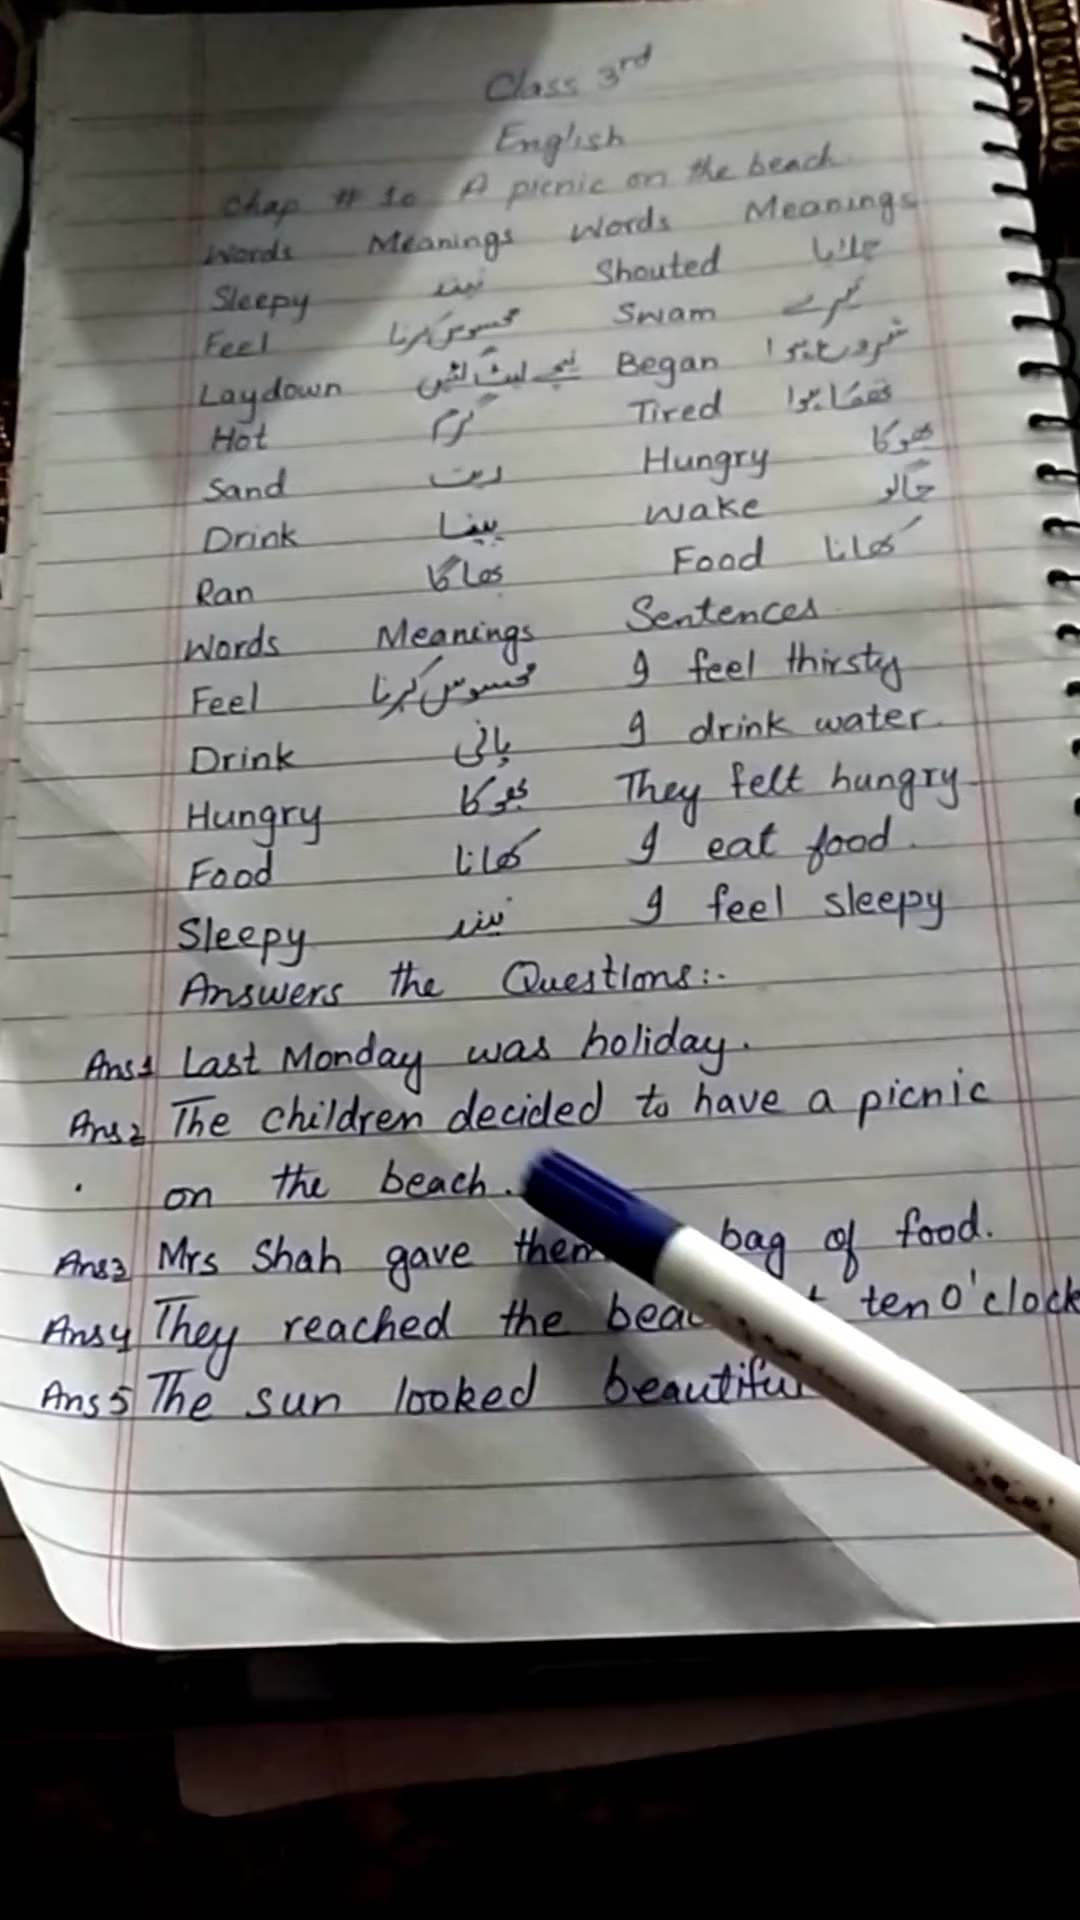 Class 3rd
English
Chap # 10 A picnic on the beach
Words Meanings Words Meanings
Sleepy نیند Shouted چلایا
Feel محسوس کرنا Swam تیرے
Laydown نیچے لیٹ گئیں Began شروع ہوا
Hot گرم Tired تھکا ہوا
Sand ریت Hungry بھوکا
Drink پینا Wake جاگو
Ran بھاگا Food کھانا
Words Meanings Sentences
Feel محسوس کرنا I feel thirsty
Drink پانی I drink water.
Hungry بھوکا They felt hungry
Food کھانا I eat food.
Sleepy نیند I feel sleepy
Answers the Questions:-
Ans1 Last Monday was holiday.
Ans2 The children decided to have a picnic
on the beach.
Ans3 Mrs Shah gave them bag of food.
Ans4 They reached the ten O'clock
Ans5 The sun looked